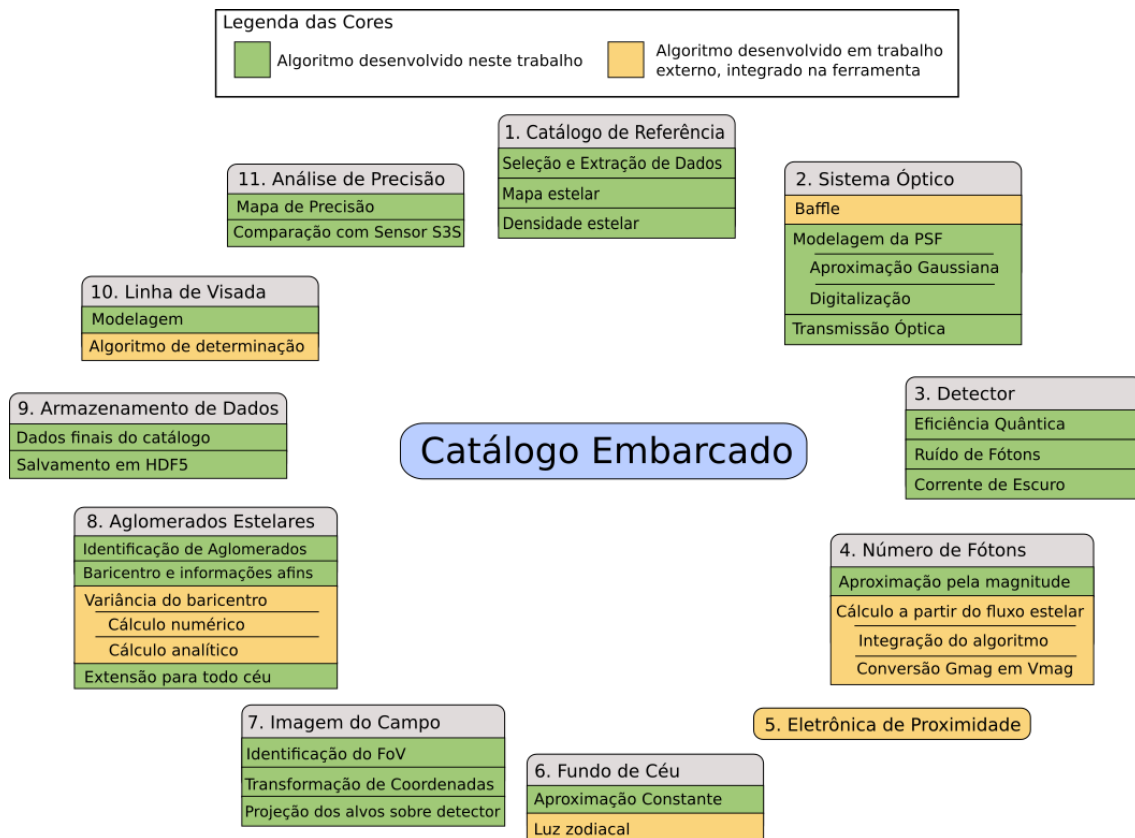 Legenda das Cores
Algoritmo desenvolvido neste trabalho
Algoritmo desenvolvido em trabalho
externo, integrado na ferramenta
1. Catálogo de Referência
Seleção e Extração de Dados
Mapa estelar
Densidade estelar
2. Sistema Óptico
Baffle
Modelagem da PSF
Aproximação Gaussiana
Digitalização
Transmissão Óptica
3. Detector
Eficiência Quântica
Ruído de Fótons
Corrente de Escuro
4. Número de Fótons
Aproximação pela magnitude
Cálculo a partir do fluxo estelar
Integração do algoritmo
Conversão Gmag em Vmag
5. Eletrônica de Proximidade
6. Fundo de Céu
Aproximação Constante
Luz zodiacal
7. Imagem do Campo
Identificação do FoV
Transformação de Coordenadas
Projeção dos alvos sobre detector
8. Aglomerados Estelares
Identificação de Aglomerados
Baricentro e informações afins
Variância do baricentro
Cálculo numérico
Cálculo analítico
Extensão para todo céu
9. Armazenamento de Dados
Dados finais do catálogo
Salvamento em HDF5
10. Linha de Visada
Modelagem
Algoritmo de determinação
11. Análise de Precisão
Mapa de Precisão
Comparação com Sensor S3S
Catálogo Embarcado